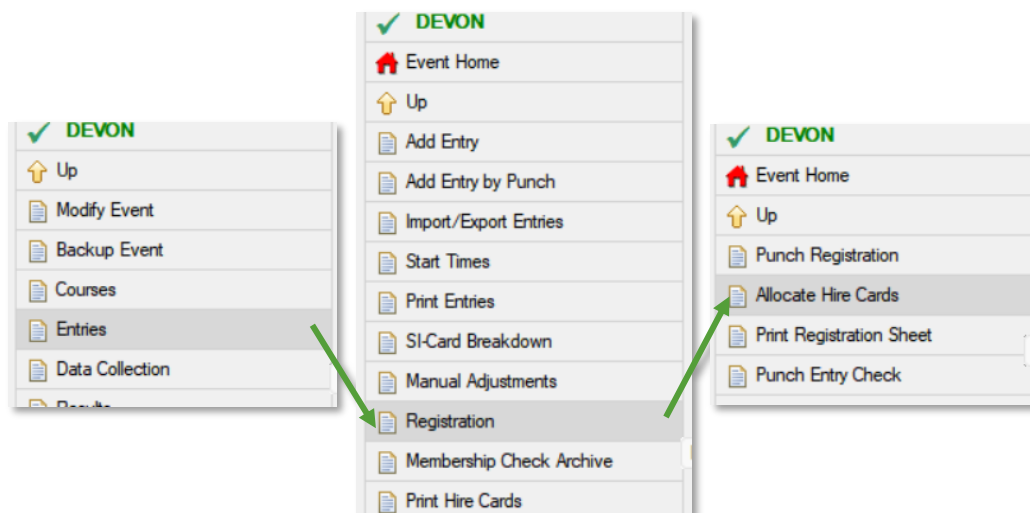 DEVON
Up
Modify Event
Backup Event
Courses
Entries
Data Collection
Results
DEVON
Event Home
Up
Add Entry
Add Entry by Punch
Import/Export Entries
Start Times
Print Entries
SI-Card Breakdown
Manual Adjustments
Registration
Membership Check Archive
Print Hire Cards
DEVON
Event Home
Up
Punch Registration
Allocate Hire Cards
Print Registration Sheet
Punch Entry Check